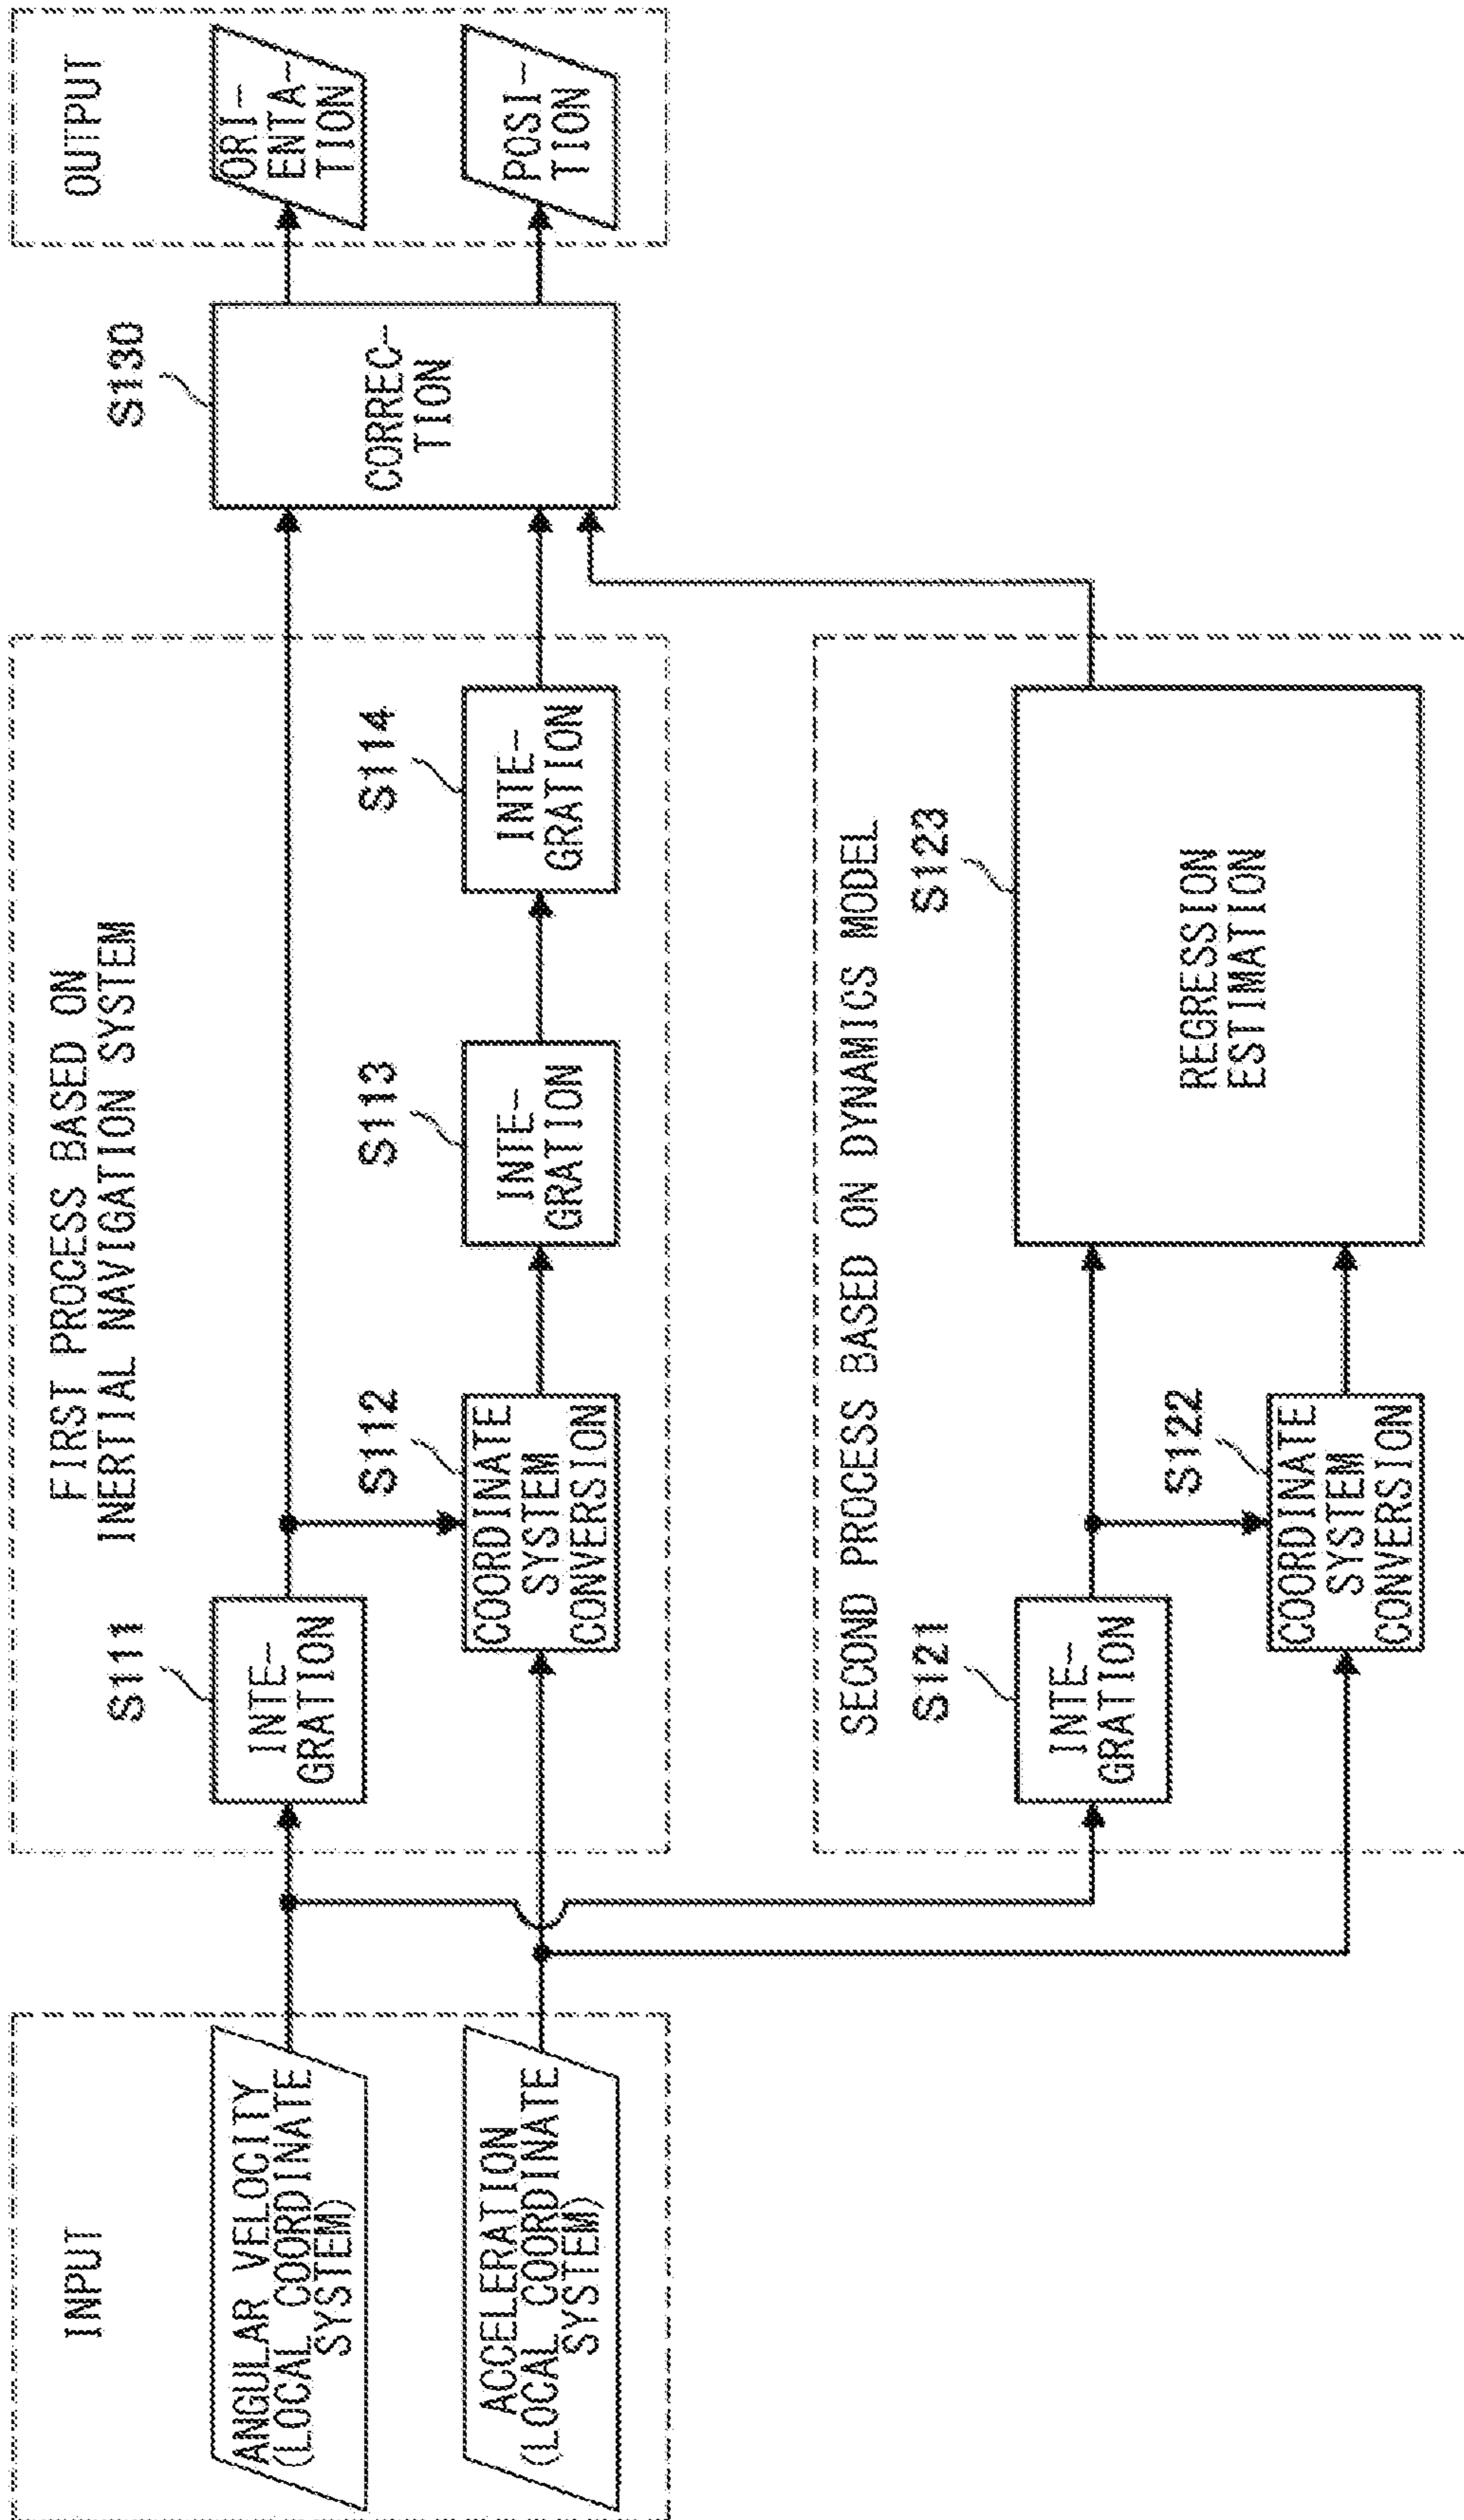 INPUT
ANGULAR VELOCITY
(LOCAL COORDINATE
SYSTEM)
ACCELERATION
(LOCAL COORDINATE
SYSTEM)
FIRST PROCESS BASED ON
INERTIAL NAVIGATION SYSTEM
S111
INTE-
GRATION
S112
COORDINATE
SYSTEM
CONVERSION
S113
INTE-
GRATION
S114
INTE-
GRATION
SECOND PROCESS BASED ON DYNAMICS MODEL
S121
INTE-
GRATION
S122
COORDINATE
SYSTEM
CONVERSION
S123
REGRESSION
ESTIMATION
S130
CORREC-
TION
OUTPUT
ORI-
ENTA-
TION
POSI-
TION